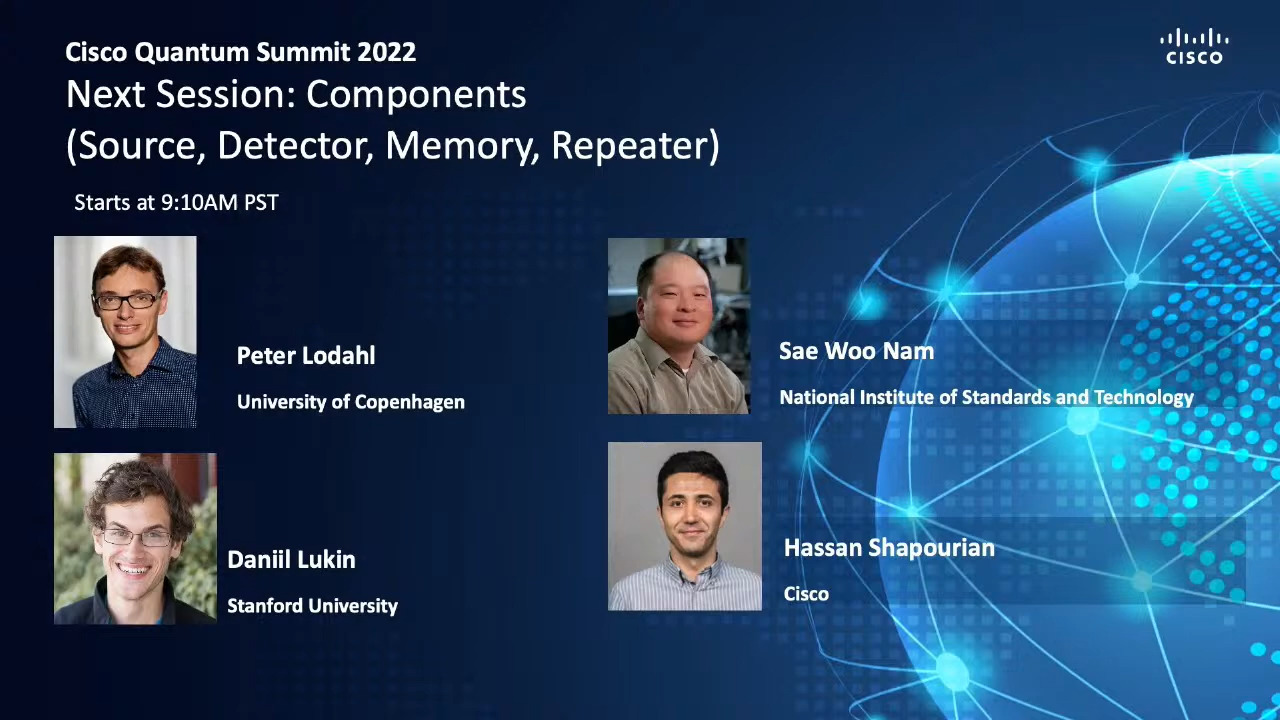 Cisco Quantum Summit 2022
CISCO
Next Session: Components
(Source, Detector, Memory, Repeater)
Starts at 9:10AM PST
Peter Lodahl
University of Copenhagen
Sae Woo Nam
National Institute of Standards and Technology
Daniil Lukin
Stanford University
Hassan Shapourian
Cisco